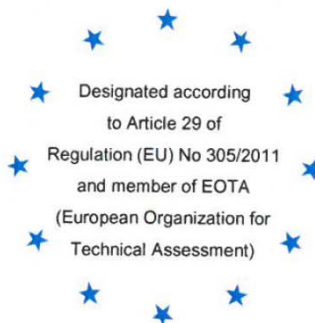 Designated according
to Article 29 of
Regulation (EU) No 305/2011
and member of EOTA
(European Organization for
Technical Assessment)